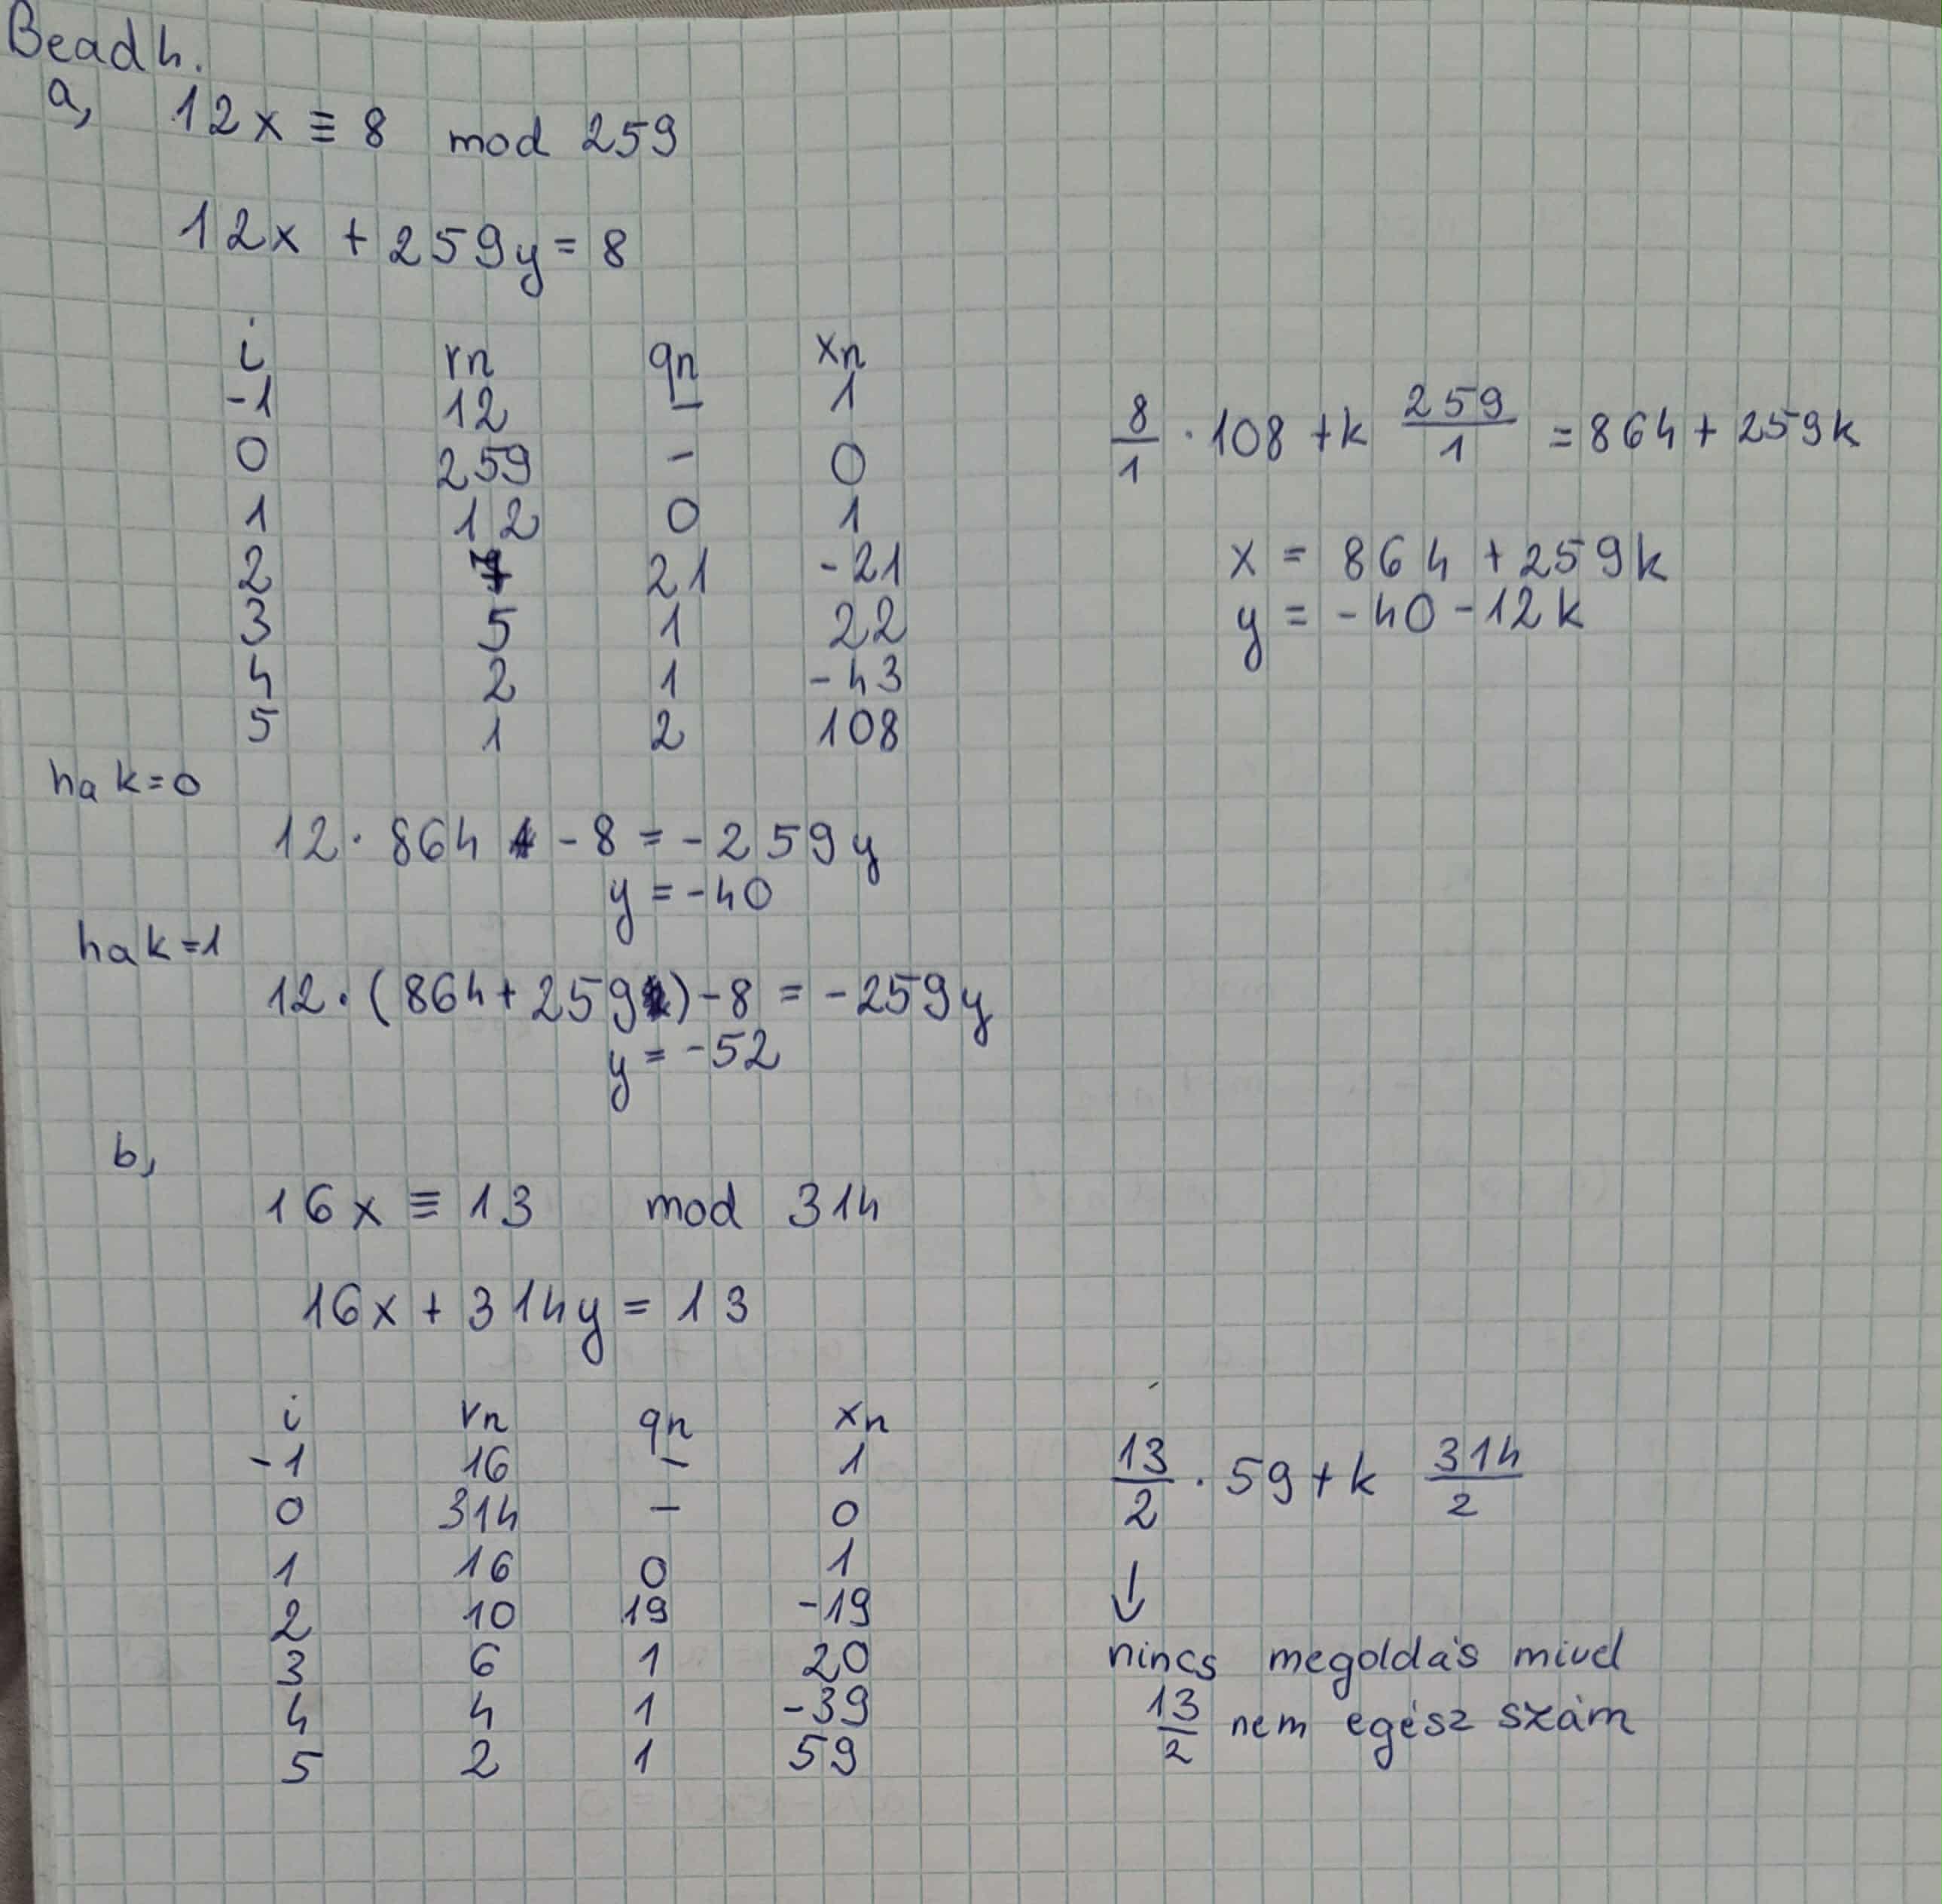 Bead 4.
a, 12x ≡ 8 mod 259
12x + 259y = 8
i rn qn xn
-1 12 – 1
0 259 – 0
1 12 0 1
2 7 21 -21
3 5 1 22
4 2 1 -43
5 1 2 108
8/1 · 108 + k 259/1 = 864 + 259k
x = 864 + 259k
y = -40 - 12k
ha k=0
12 · 864 - 8 = -259y
y = -40
ha k=1
12 · (864 + 259) - 8 = -259y
y = -52
b,
16x ≡ 13 mod 314
16x + 314y = 13
i rn qn xn
-1 16 – 1
0 314 – 0
1 16 0 1
2 10 19 -19
3 6 1 20
4 4 1 -39
5 2 1 59
13/2 · 59 + k 314/2
↓
nincs megoldás mivel
13/2 nem egész szám